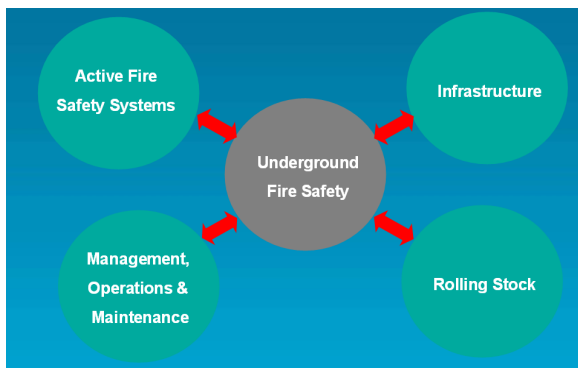 Active Fire
Safety Systems
Infrastructure
Underground
Fire Safety
Management,
Operations &
Maintenance
Rolling Stock